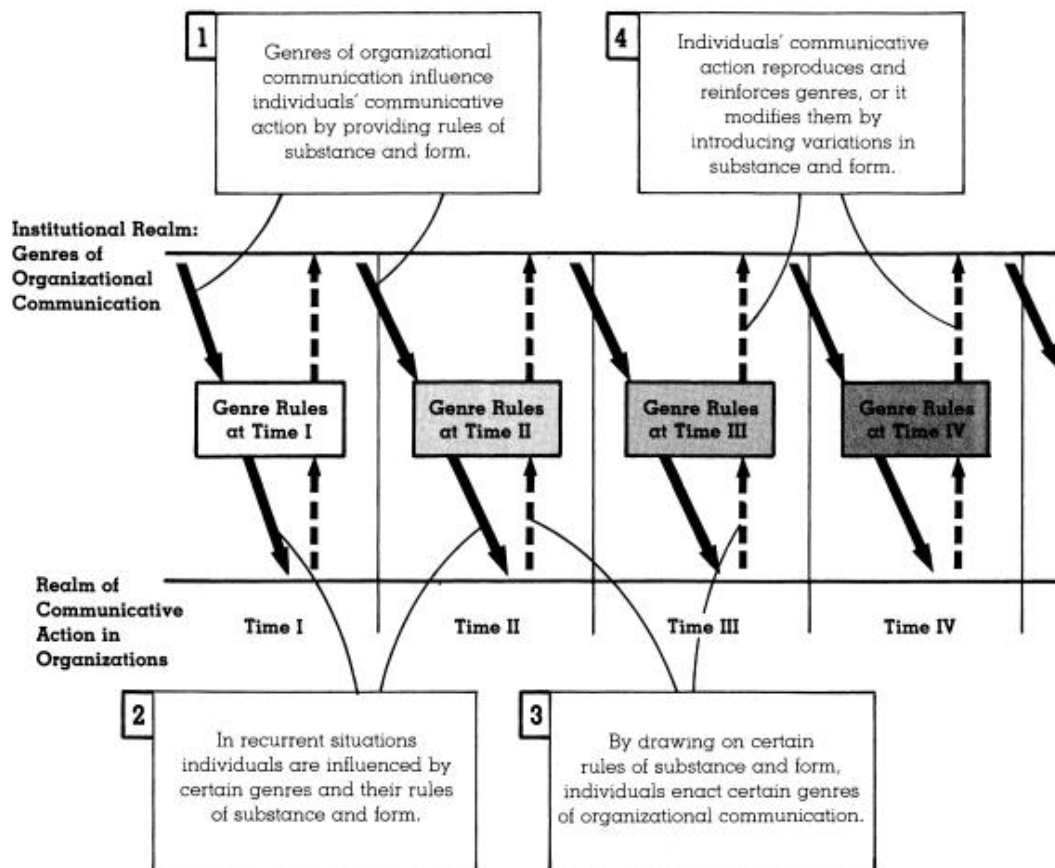 1
Genres of organizational
communication influence
individuals' communicative
action by providing rules of
substance and form.
4
Individuals' communicative
action reproduces and
reinforces genres, or it
modifies them by
introducing variations in
substance and form.
Institutional Realm:
Genres of
Organizational
Communication
Genre Rules
at Time I
Genre Rules
at Time II
Genre Rules
at Time III
Genre Rules
at Time IV
Realm of
Communicative
Action in
Organizations
Time I
Time II
Time III
Time IV
2
In recurrent situations
individuals are influenced by
certain genres and their rules
of substance and form.
3
By drawing on certain
rules of substance and form,
individuals enact certain genres
of organizational communication.